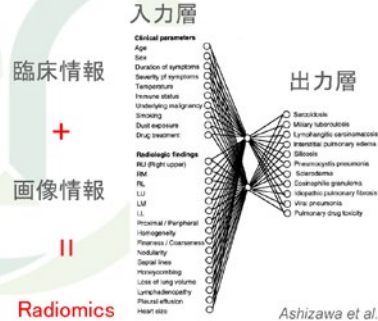 入力層
臨床情報
+
画像情報
=
Radiomics
Clinical parameters
Age
Sex
Duration of symptoms
Severity of symptoms
Temperature
Immune status
Underlying malignancy
Smoking
Dust exposure
Drug treatment
Radiologic findings
RU (Right upper)
RM
RL
LU
LM
LL
Proximal / Peripheral
Homogeneity
Fineness / Coarseness
Nodularity
Septal lines
Honeycombing
Loss of lung volume
Lymphadenopathy
Pleural effusion
Heart size
出力層
Sarcoidosis
Miliary tuberculosis
Lymphangitic carcinomatosis
Interstitial pulmonary edema
Silicosis
Pneumocystis pneumonia
Scleroderma
Eosinophilic granuloma
Idiopathic pulmonary fibrosis
Viral pneumonia
Pulmonary drug toxicity
Ashizawa et al.